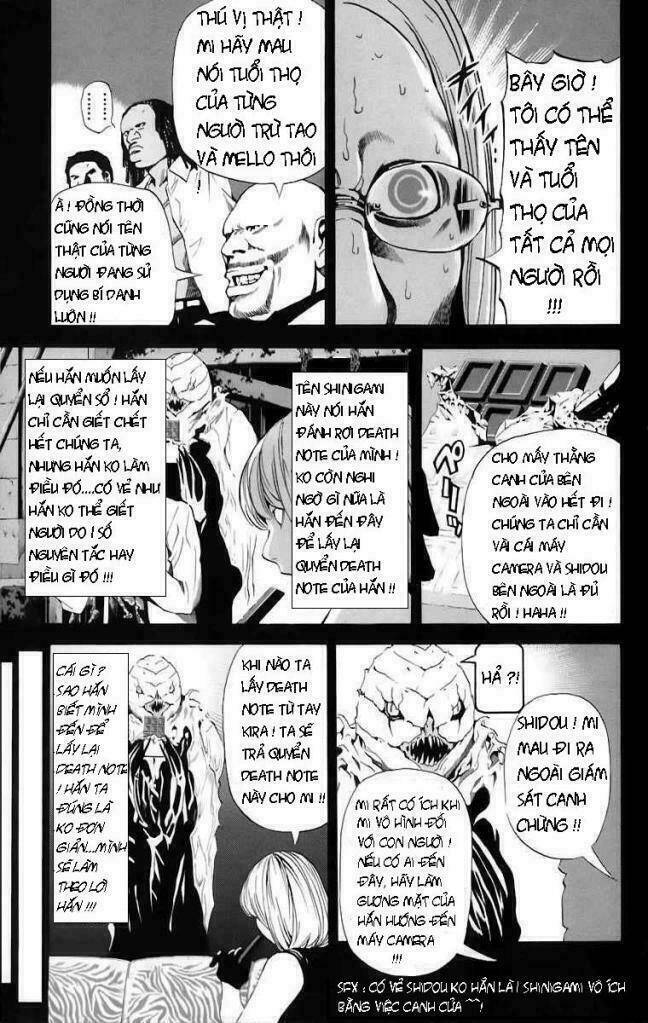 BÂY GIỜ !
TÔI CÓ THỂ
THẤY TÊN
VÀ TUỔI
THỌ CỦA
TẤT CẢ MỌI
NGƯỜI RỒI
!!!
THÚ VỊ THẬT !
MI HÃY MAU
NÓI TUỔI THỌ
CỦA TỪNG
NGƯỜI TRỪ TAO
VÀ MELLO THÔI
!
À ! ĐỒNG THỜI
CŨNG NÓI TÊN
THẬT CỦA TỪNG
NGƯỜI ĐANG SỬ
DỤNG BÍ DANH
LUÔN !!
CHO MẤY THẰNG
CANH CỬA BÊN
NGOÀI VÀO HẾT ĐI !
CHÚNG TA CHỈ CẦN
VÀI CÁI MÁY
CAMERA VÀ SHIDOU
BÊN NGOÀI LÀ ĐỦ
RỒI ! HAHA !!
TÊN SHINIGAMI
NÀY NÓI HẮN
ĐÁNH RƠI DEATH
NOTE CỦA MÌNH !
KO CÒN NGHI
NGỜ GÌ NỮA LÀ
HẮN ĐẾN ĐÂY
ĐỂ LẤY LẠI
QUYỂN DEATH
NOTE CỦA HẮN !!
NẾU HẮN MUỐN LẤY
LẠI QUYỂN SỔ ! HẮN
CHỈ CẦN GIẾT CHẾT
HẾT CHÚNG TA,
NHƯNG HẮN KO LÀM
ĐIỀU ĐÓ....CÓ VẺ NHƯ
HẮN KO THỂ GIẾT
NGƯỜI DO 1 SỐ
NGUYÊN TẮC HAY
ĐIỀU GÌ ĐÓ !!!
HẢ ?!
SHIDOU ! MI
MAU ĐI RA
NGOÀI GIÁM
SÁT CANH
CHỪNG !!
MI RẤT CÓ ÍCH KHI
MI VÔ HÌNH ĐỐI
VỚI CON NGƯỜI !
NẾU CÓ AI ĐẾN
ĐÂY, HÃY LÀM
GƯƠNG MẶT CỦA
HẮN HƯỚNG ĐẾN
MÁY CAMERA
!!!
KHI NÀO TA
LẤY DEATH
NOTE TỪ TAY
KIRA ! TA SẼ
TRẢ QUYỂN
DEATH NOTE
NÀY CHO MI !!
CÁI GÌ ?
SAO HẮN
BIẾT MÌNH
ĐẾN ĐỂ
LẤY LẠI
DEATH NOTE
! HẮN TA
ĐÚNG LÀ
KO ĐƠN
GIẢN...MÌNH
SẼ LÀM
THEO LỜI
HẮN !!!
SFX : CÓ VẺ SHIDOU KO HẲN LÀ 1 SHINIGAMI VÔ ÍCH
BẰNG VIỆC CANH CỬA ^^!